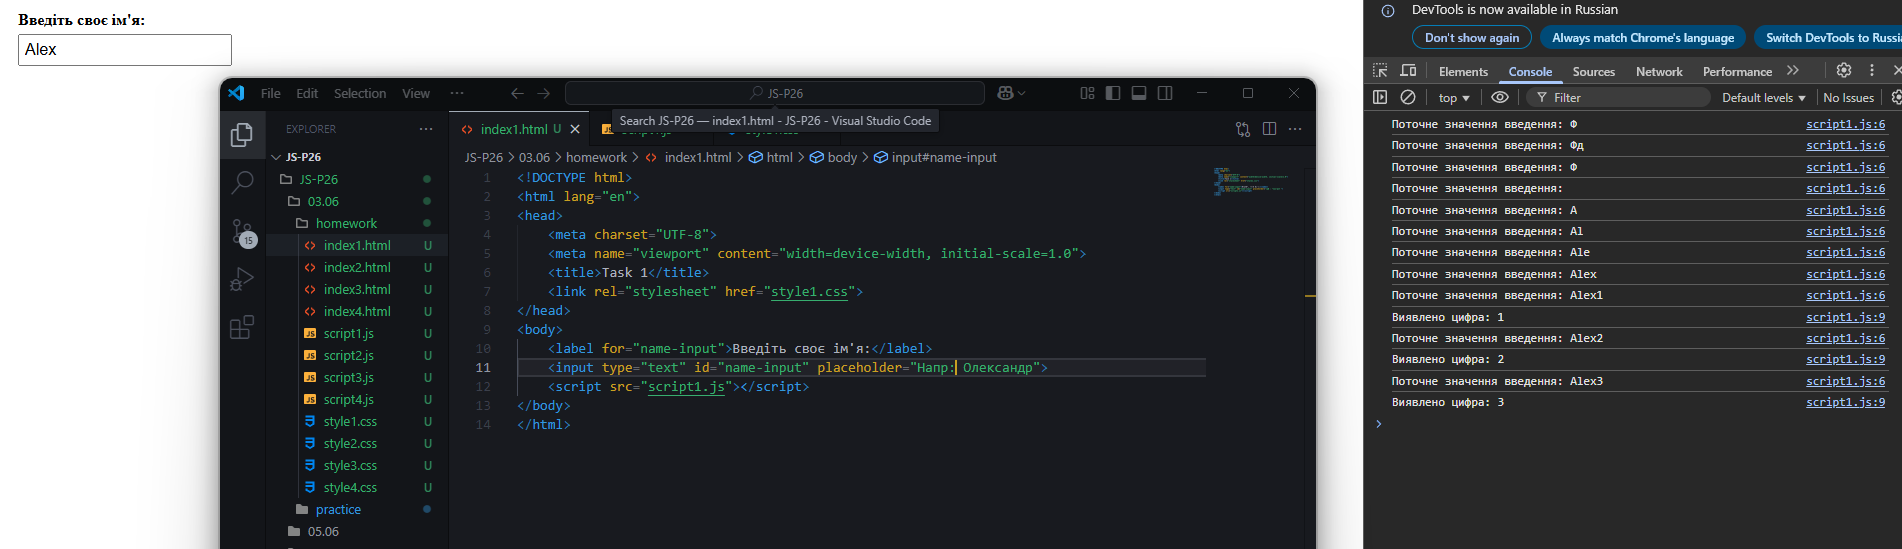 Введіть своє ім'я:
Alex
File Edit Selection View ···
JS-P26
Search JS-P26 — index1.html - JS-P26 - Visual Studio Code
EXPLORER ···
JS-P26
JS-P26
03.06
homework
index1.html U
index2.html U
index3.html U
index4.html U
script1.js U
script2.js U
script3.js U
script4.js U
style1.css U
style2.css U
style3.css U
style4.css U
practice
05.06
15
index1.html U
JS-P26 > 03.06 > homework > index1.html > html > body > input#name-input
1 <!DOCTYPE html>
2 <html lang="en">
3 <head>
4 <meta charset="UTF-8">
5 <meta name="viewport" content="width=device-width, initial-scale=1.0">
6 <title>Task 1</title>
7 <link rel="stylesheet" href="style1.css">
8 </head>
9 <body>
10 <label for="name-input">Введіть своє ім'я:</label>
11 <input type="text" id="name-input" placeholder="Напр: Олександр">
12 <script src="script1.js"></script>
13 </body>
14 </html>
DevTools is now available in Russian
Don't show again Always match Chrome's language Switch DevTools to Russia
Elements Console Sources Network Performance
top Filter Default levels No Issues
Поточне значення введення: Ф script1.js:6
Поточне значення введення: Фд script1.js:6
Поточне значення введення: Ф script1.js:6
Поточне значення введення: script1.js:6
Поточне значення введення: A script1.js:6
Поточне значення введення: Al script1.js:6
Поточне значення введення: Ale script1.js:6
Поточне значення введення: Alex script1.js:6
Поточне значення введення: Alex1 script1.js:6
Виявлено цифра: 1 script1.js:9
Поточне значення введення: Alex2 script1.js:6
Виявлено цифра: 2 script1.js:9
Поточне значення введення: Alex3 script1.js:6
Виявлено цифра: 3 script1.js:9